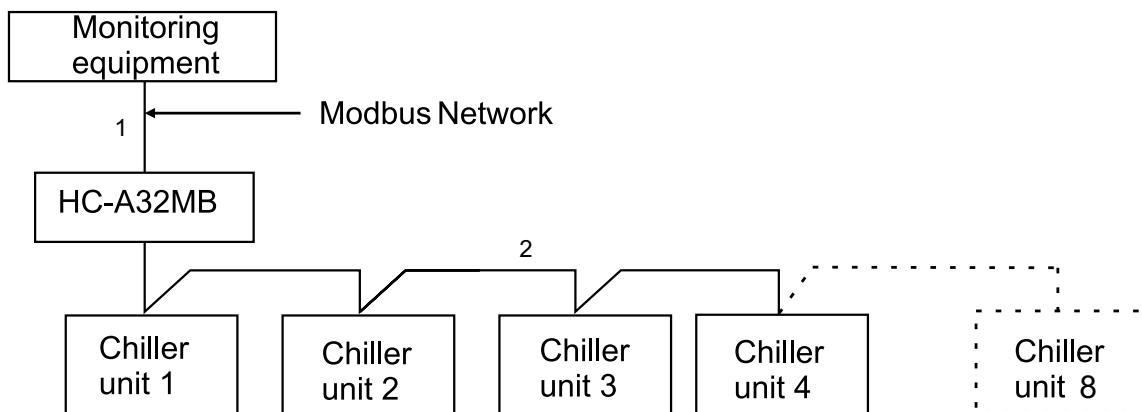 Monitoring
equipment
1
Modbus Network
HC-A32MB
2
Chiller
unit 1
Chiller
unit 2
Chiller
unit 3
Chiller
unit 4
Chiller
unit 8